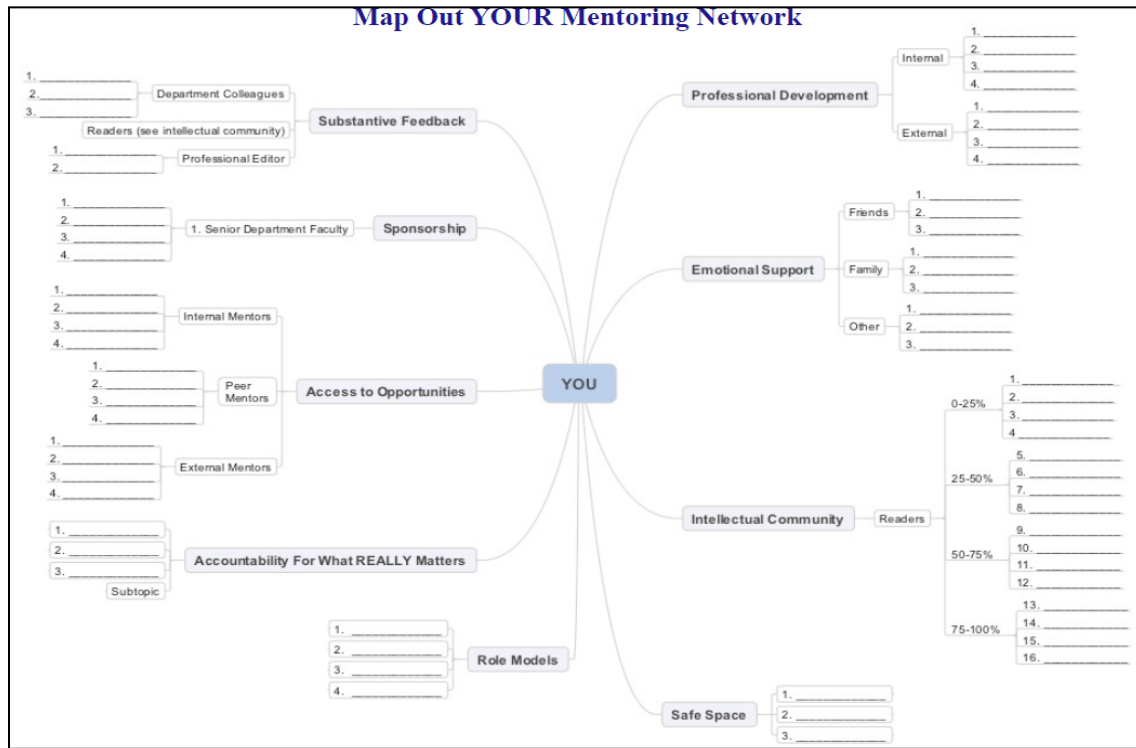 Map Out YOUR Mentoring Network
1. ______________
2. ______________
3. ______________
Department Colleagues
Readers (see intellectual community)
1. ______________
2. ______________
Professional Editor
Substantive Feedback
1. ______________
2. ______________
3. ______________
4. ______________
1. Senior Department Faculty
Sponsorship
1. ______________
2. ______________
3. ______________
4. ______________
Internal Mentors
1. ______________
2. ______________
3. ______________
4. ______________
Peer
Mentors
1. ______________
2. ______________
3. ______________
4. ______________
External Mentors
Access to Opportunities
1. ______________
2. ______________
3. ______________
Subtopic
Accountability For What REALLY Matters
1. ______________
2. ______________
3. ______________
4. ______________
Role Models
YOU
Professional Development
Internal
1. ______________
2. ______________
3. ______________
4. ______________
External
1. ______________
2. ______________
3. ______________
4. ______________
Emotional Support
Friends
1. ______________
2. ______________
3. ______________
Family
1. ______________
2. ______________
3. ______________
Other
1. ______________
2. ______________
3. ______________
Intellectual Community
Readers
0-25%
1. ______________
2. ______________
3. ______________
4 ______________
25-50%
5. ______________
6. ______________
7. ______________
8. ______________
50-75%
9. ______________
10. ______________
11. ______________
12. ______________
75-100%
13. ______________
14. ______________
15. ______________
16. ______________
Safe Space
1. ______________
2. ______________
3. ______________